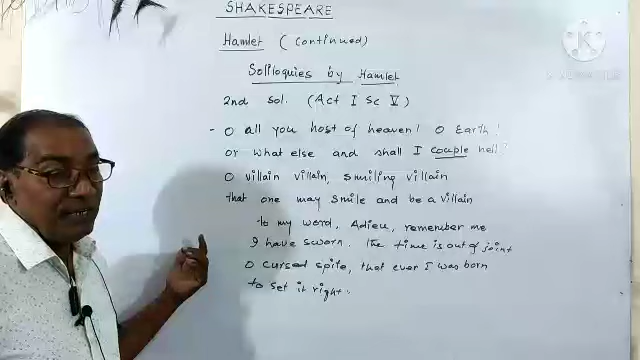 SHAKESPEARE
Hamlet (continued)
Soliloquies by Hamlet
2nd sol. (Act I Sc V)
- O all you host of heaven! O Earth!
or what else and shall I couple hell?
O villain villain, smiling villain
that one may smile and be a villain
to my word, Adieu, remember me
I have sworn. The time is out of joint
O cursed spite, that ever I was born
to set it right.